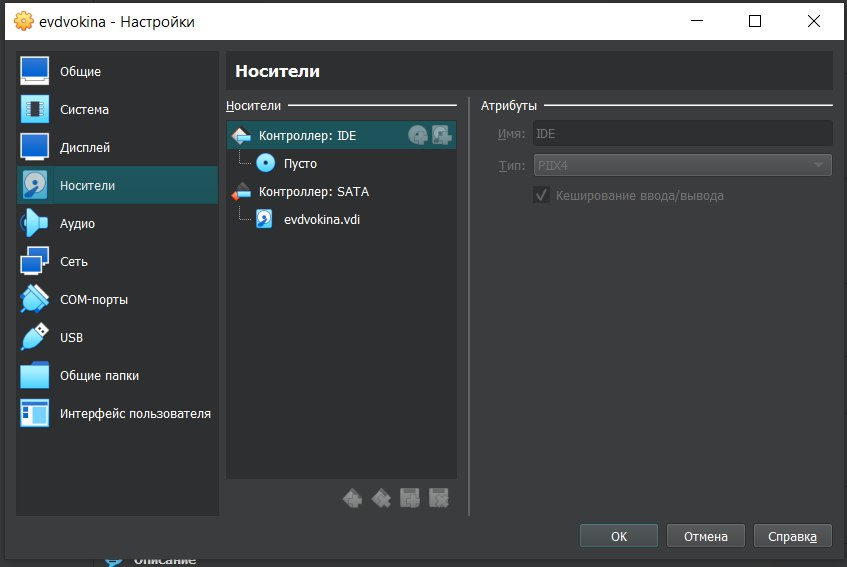 evdvokina - Настройки
Общие
Система
Дисплей
Носители
Аудио
Сеть
COM-порты
USB
Общие папки
Интерфейс пользователя
Носители
Носители
Контроллер: IDE
Пусто
Контроллер: SATA
evdvokina.vdi
Атрибуты
Имя: IDE
Тип: PIIX4
Кеширование ввода/вывода
OK
Отмена
Справка
Описание